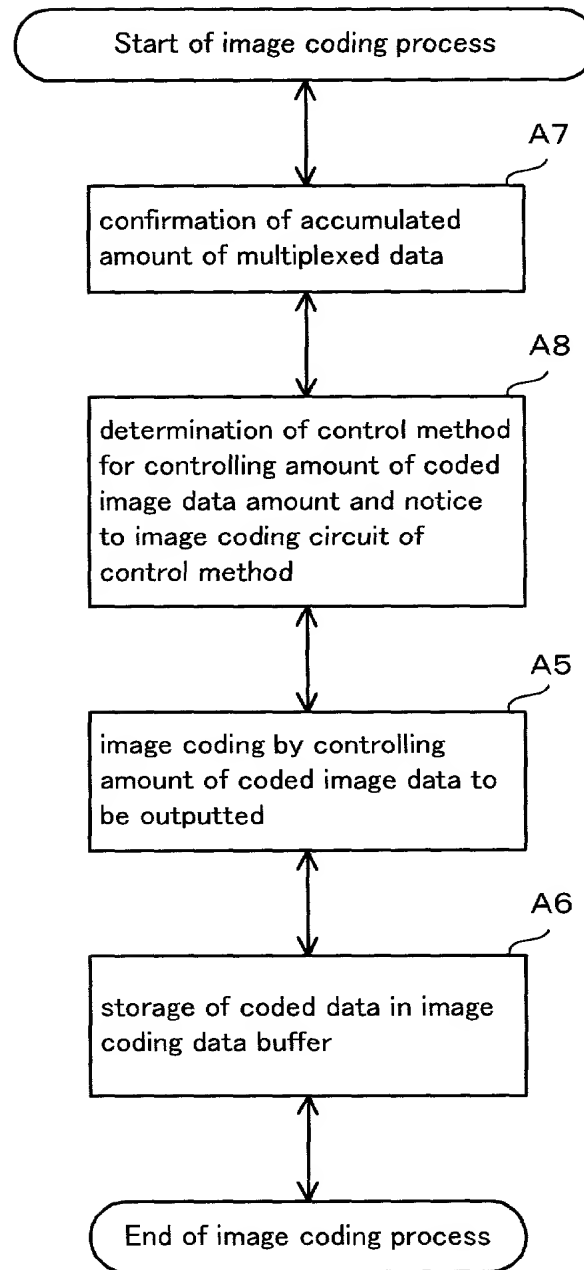 Start of image coding process
A7
confirmation of accumulated
amount of multiplexed data
A8
determination of control method
for controlling amount of coded
image data amount and notice
to image coding circuit of
control method
A5
image coding by controlling
amount of coded image data to
be outputted
A6
storage of coded data in image
coding data buffer
End of image coding process